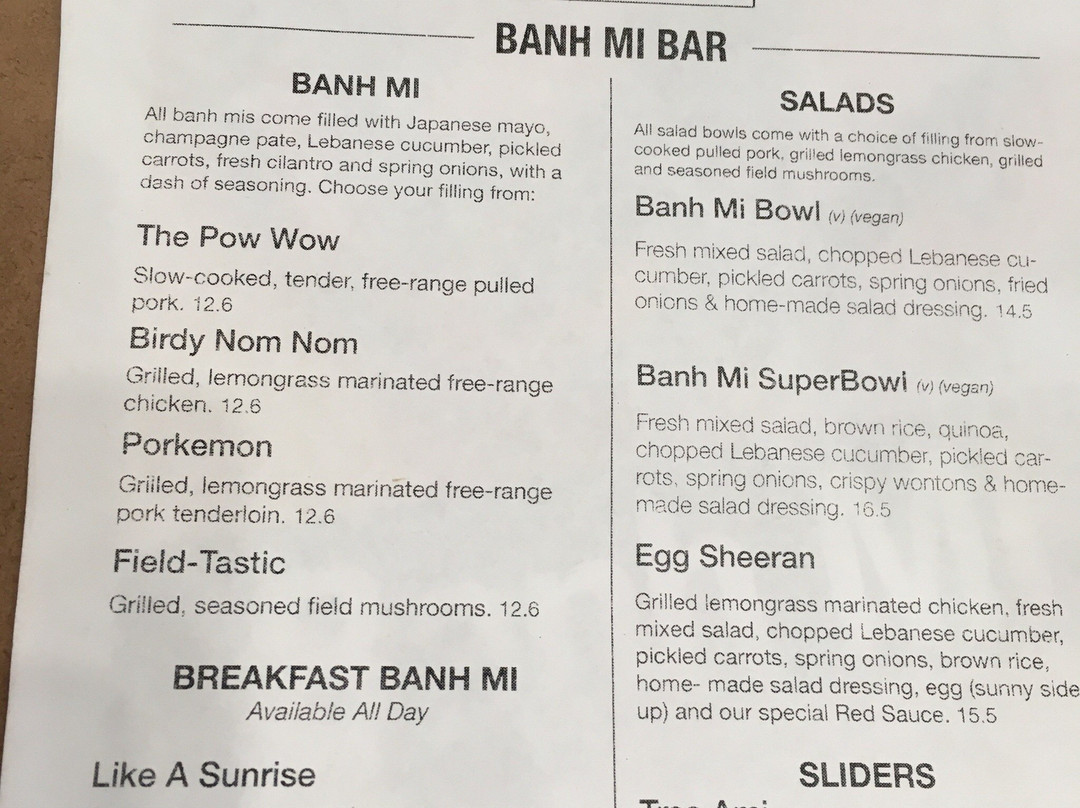 BANH MI BAR
BANH MI
All banh mis come filled with Japanese mayo,
champagne pate, Lebanese cucumber, pickled
carrots, fresh cilantro and spring onions, with a
dash of seasoning. Choose your filling from:
The Pow Wow
Slow-cooked, tender, free-range pulled
pork. 12.6
Birdy Nom Nom
Grilled, lemongrass marinated free-range
chicken. 12.6
Porkemon
Grilled, lemongrass marinated free-range
pork tenderloin. 12.6
Field-Tastic
Grilled, seasoned field mushrooms. 12.6
BREAKFAST BANH MI
Available All Day
Like A Sunrise
SALADS
All salad bowls come with a choice of filling from slow-
cooked pulled pork, grilled lemongrass chicken, grilled
and seasoned field mushrooms.
Banh Mi Bowl (v) (vegan)
Fresh mixed salad, chopped Lebanese cu-
cumber, pickled carrots, spring onions, fried
onions & home-made salad dressing. 14.5
Banh Mi SuperBowl (v) (vegan)
Fresh mixed salad, brown rice, quinoa,
chopped Lebanese cucumber, pickled car-
rots, spring onions, crispy wontons & home-
made salad dressing. 16.5
Egg Sheeran
Grilled lemongrass marinated chicken, fresh
mixed salad, chopped Lebanese cucumber,
pickled carrots, spring onions, brown rice,
home- made salad dressing, egg (sunny side
up) and our special Red Sauce. 15.5
SLIDERS